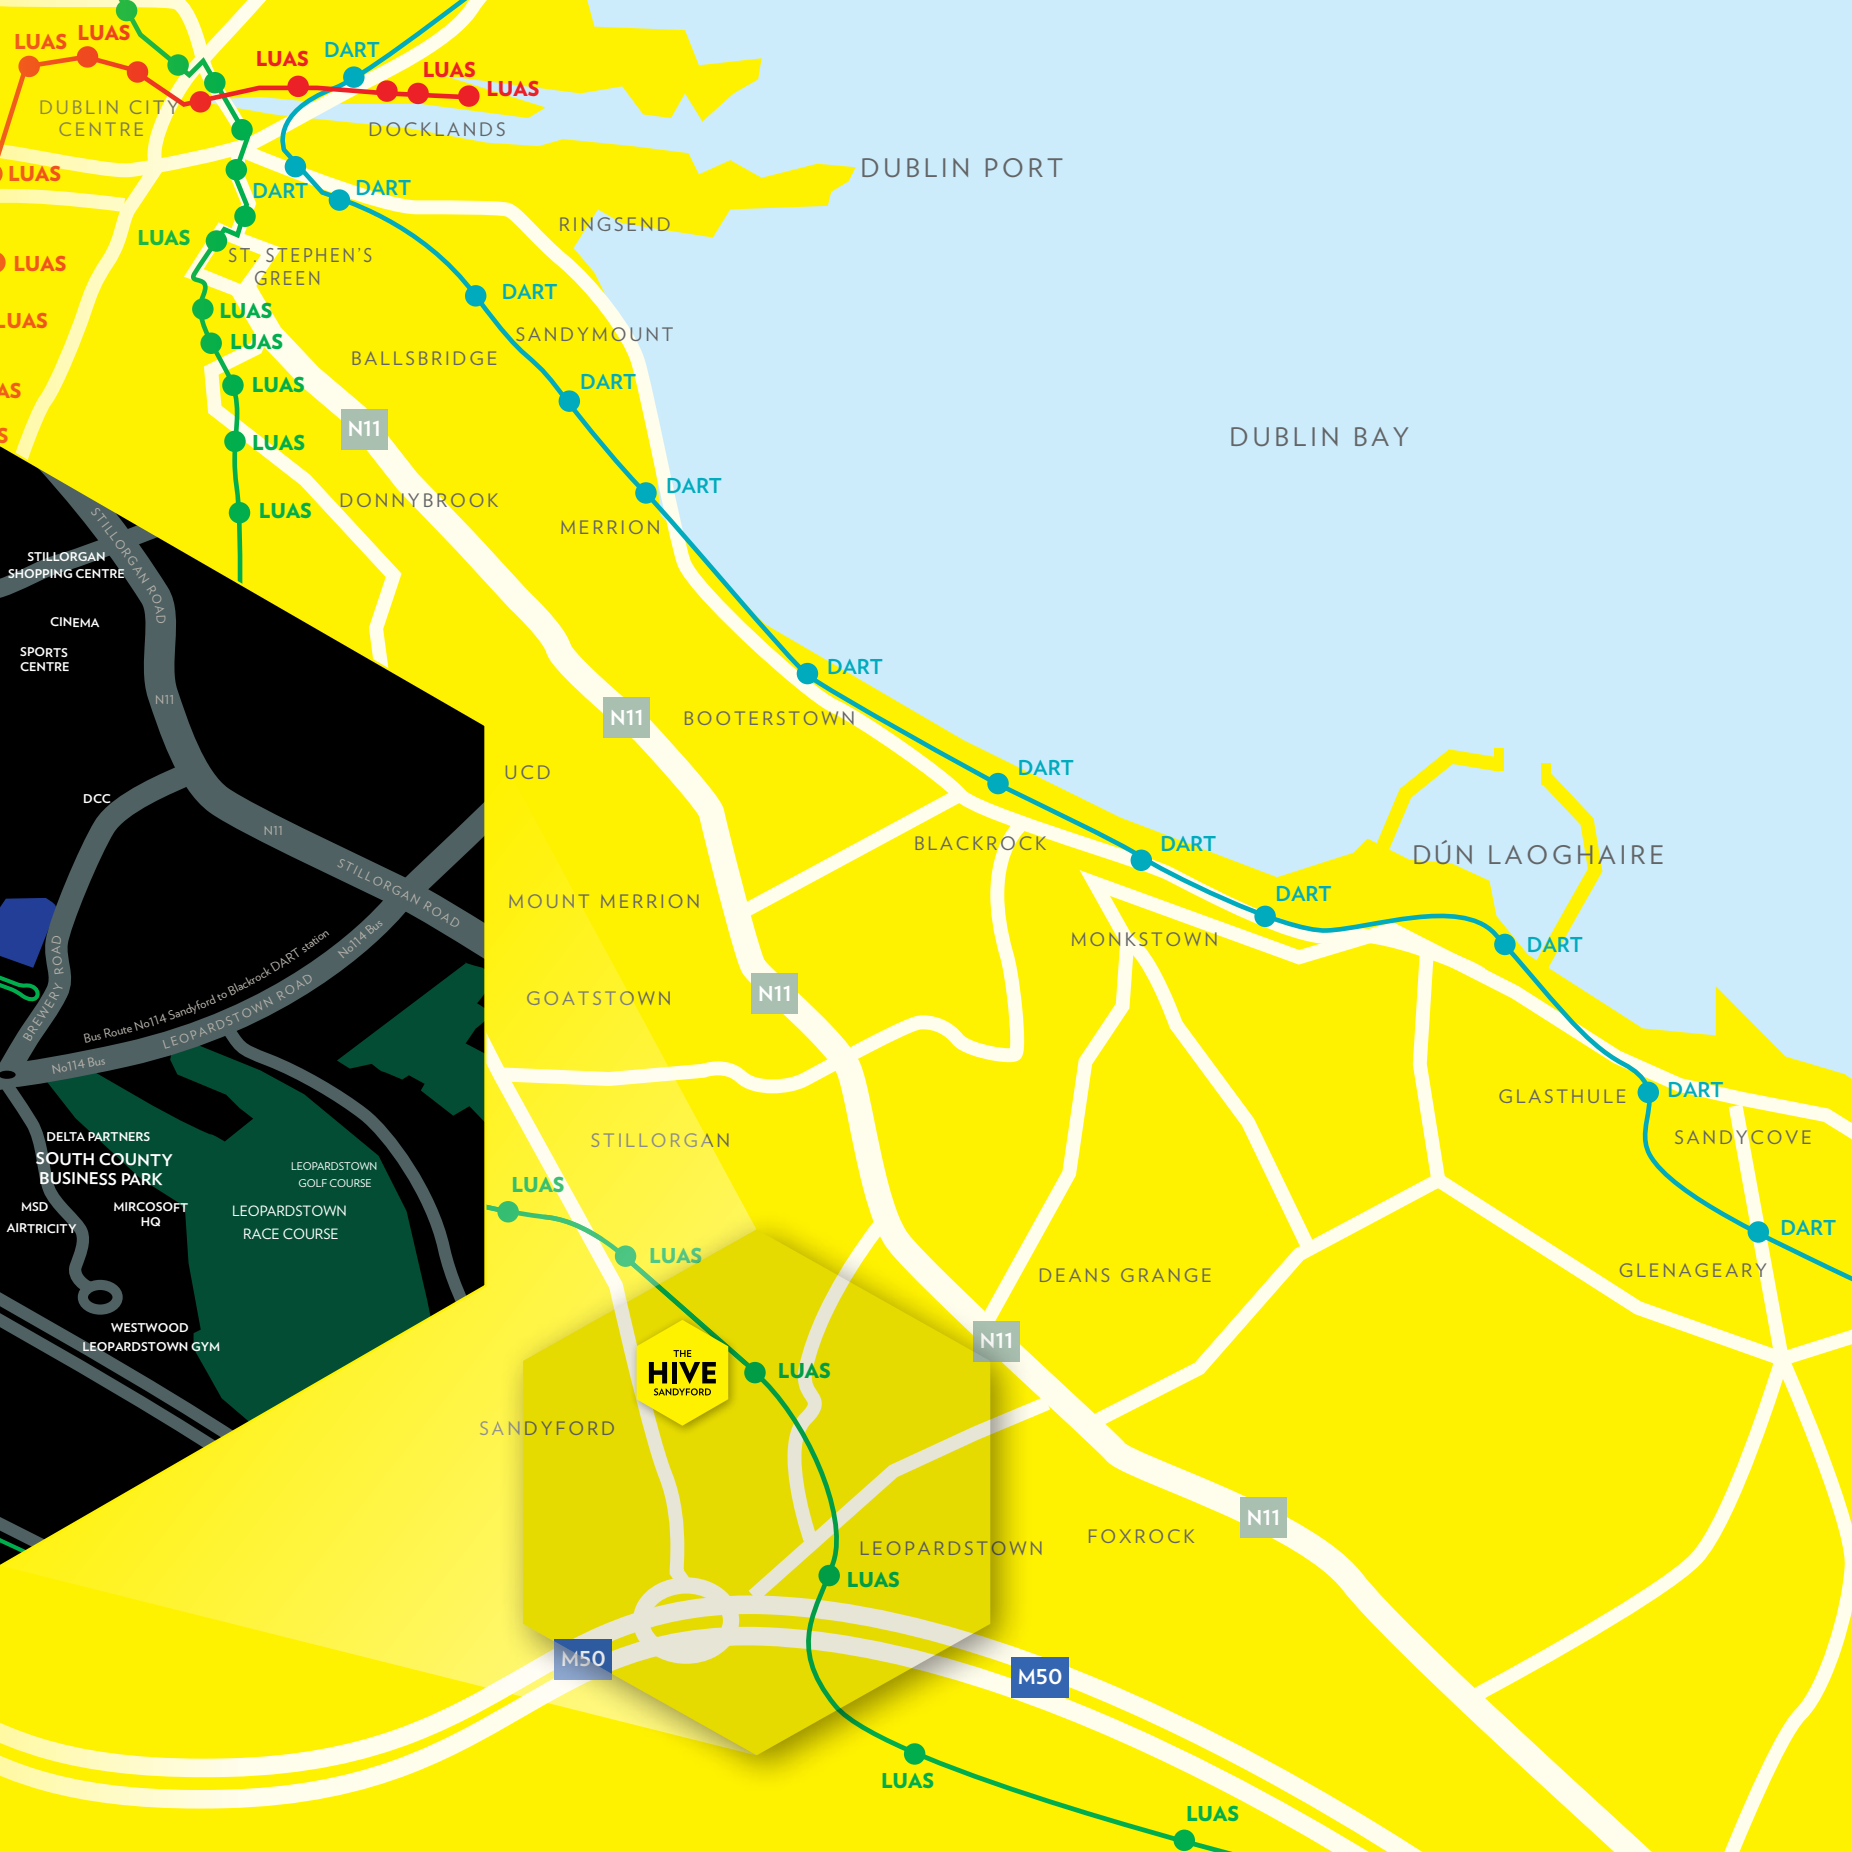 LUAS
LUAS
LUAS
DART
LUAS
LUAS
DUBLIN CITY
CENTRE
DOCKLANDS
DUBLIN PORT
LUAS
DART
DART
RINGSEND
LUAS
ST. STEPHEN'S
GREEN
LUAS
DART
LUAS
LUAS
SANDYMOUNT
LUAS
BALLSBRIDGE
DART
LUAS
AS
N11
DUBLIN BAY
S
LUAS
DART
DONNYBROOK
LUAS
MERRION
STILLORGAN ROAD
STILLORGAN
SHOPPING CENTRE
CINEMA
SPORTS
CENTRE
N11
DART
N11
BOOTERSTOWN
UCD
DART
DCC
N11
BLACKROCK
DART
DÚN LAOGHAIRE
STILLORGAN ROAD
MOUNT MERRION
DART
MONKSTOWN
DART
No114 Bus
BREWERY ROAD
Bus Route No114 Sandyford to Blackrock DART station
LEOPARDSTOWN ROAD
No114 Bus
GOATSTOWN
N11
GLASTHULE
DART
SANDYCOVE
DELTA PARTNERS
SOUTH COUNTY
BUSINESS PARK
LEOPARDSTOWN
GOLF COURSE
STILLORGAN
MSD
AIRTRICITY
MIRCOSOFT
HQ
LEOPARDSTOWN
RACE COURSE
LUAS
LUAS
DART
GLENAGEARY
DEANS GRANGE
WESTWOOD
LEOPARDSTOWN GYM
N11
THE
HIVE
SANDYFORD
LUAS
SANDYFORD
N11
FOXROCK
LEOPARDSTOWN
LUAS
M50
M50
LUAS
LUAS